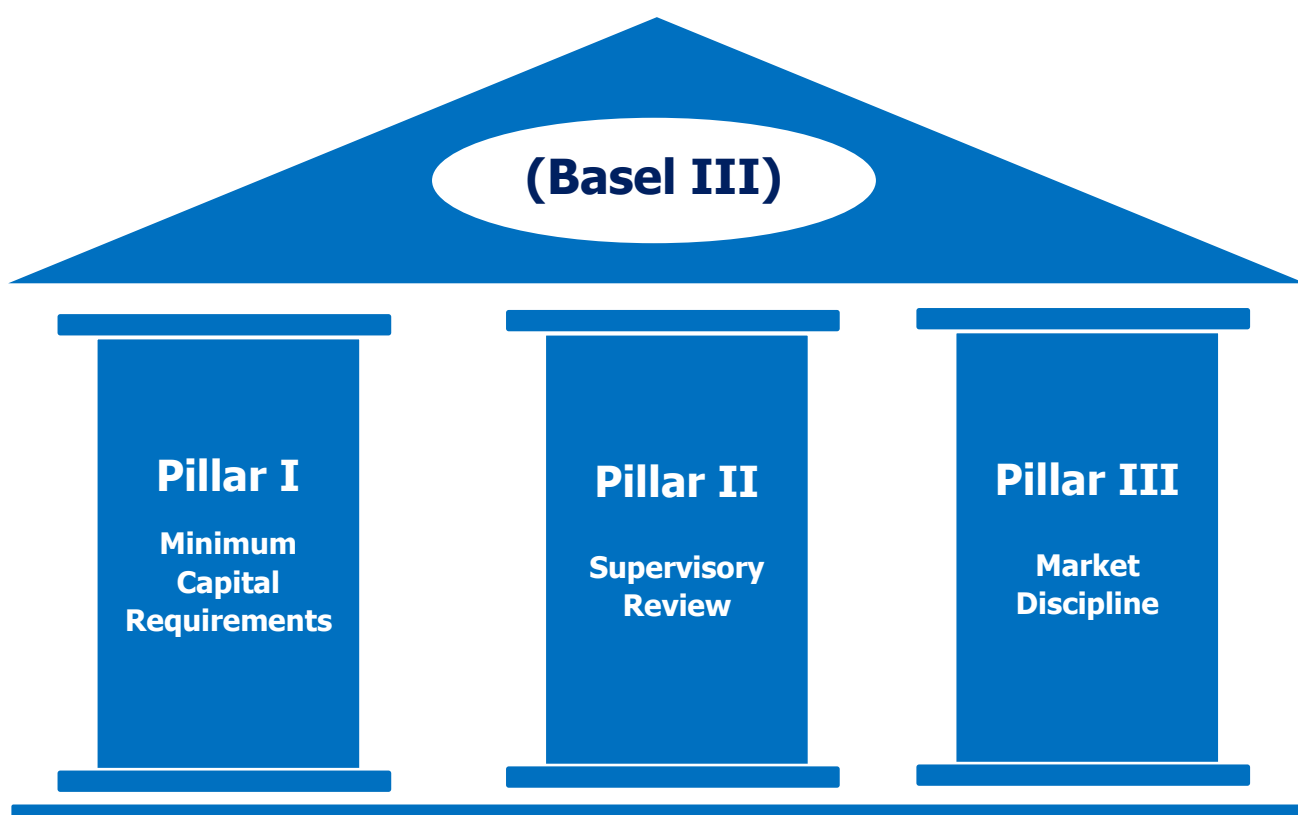 (Basel III)
Pillar I
Minimum
Capital
Requirements
Pillar II
Supervisory
Review
Pillar III
Market
Discipline